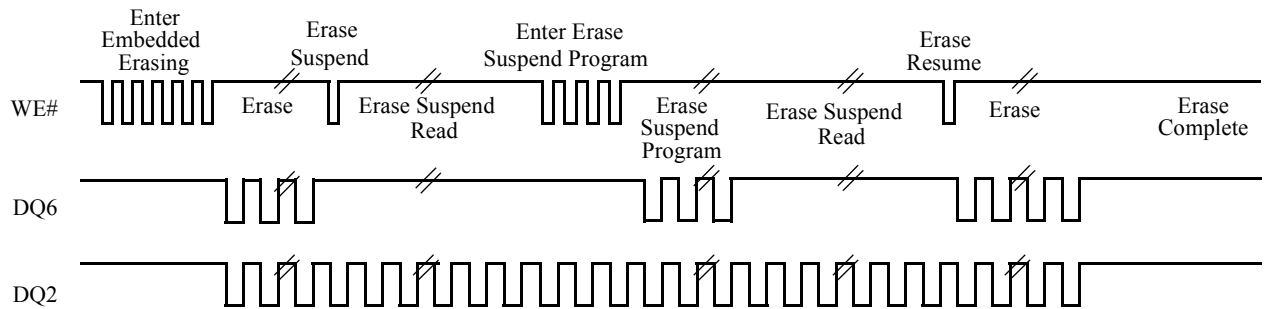 Enter
Embedded
Erasing
Erase
Suspend
Enter Erase
Suspend Program
Erase
Resume
WE#
Erase
Erase Suspend
Read
Erase
Suspend
Program
Erase Suspend
Read
Erase
Erase
Complete
DQ6
DQ2